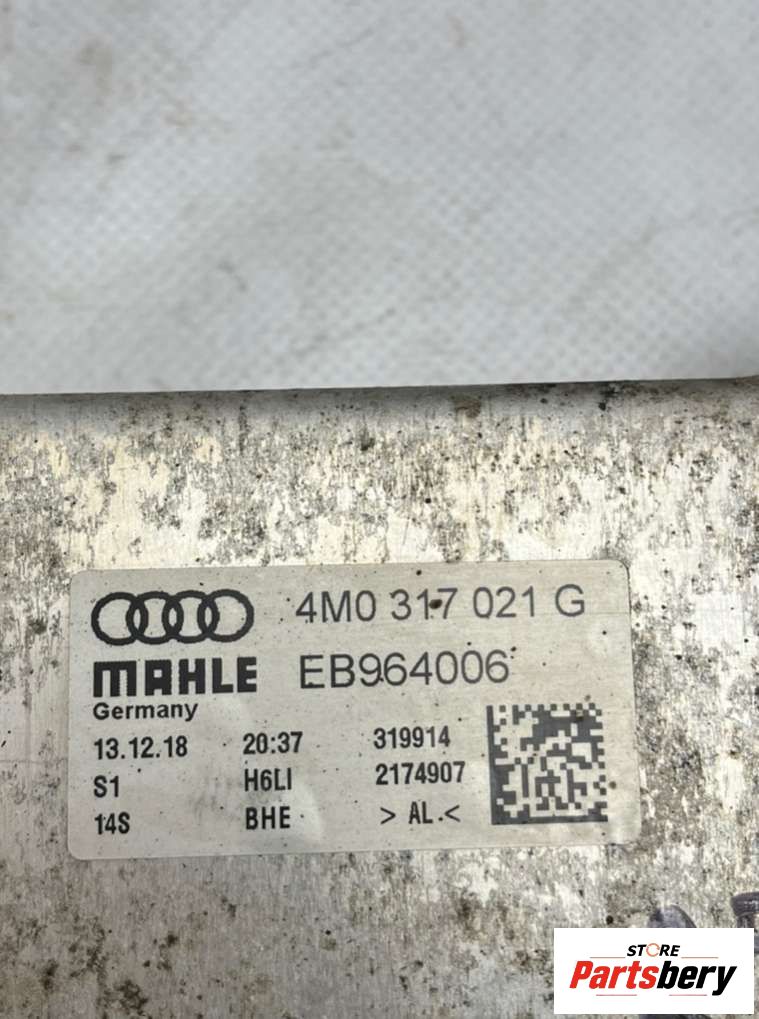 4M0 317 021 G
MAHLE EB964006
Germany
13.12.18 20:37 319914
S1 H6LI 2174907
14S BHE > AL <
STORE
Partsbery